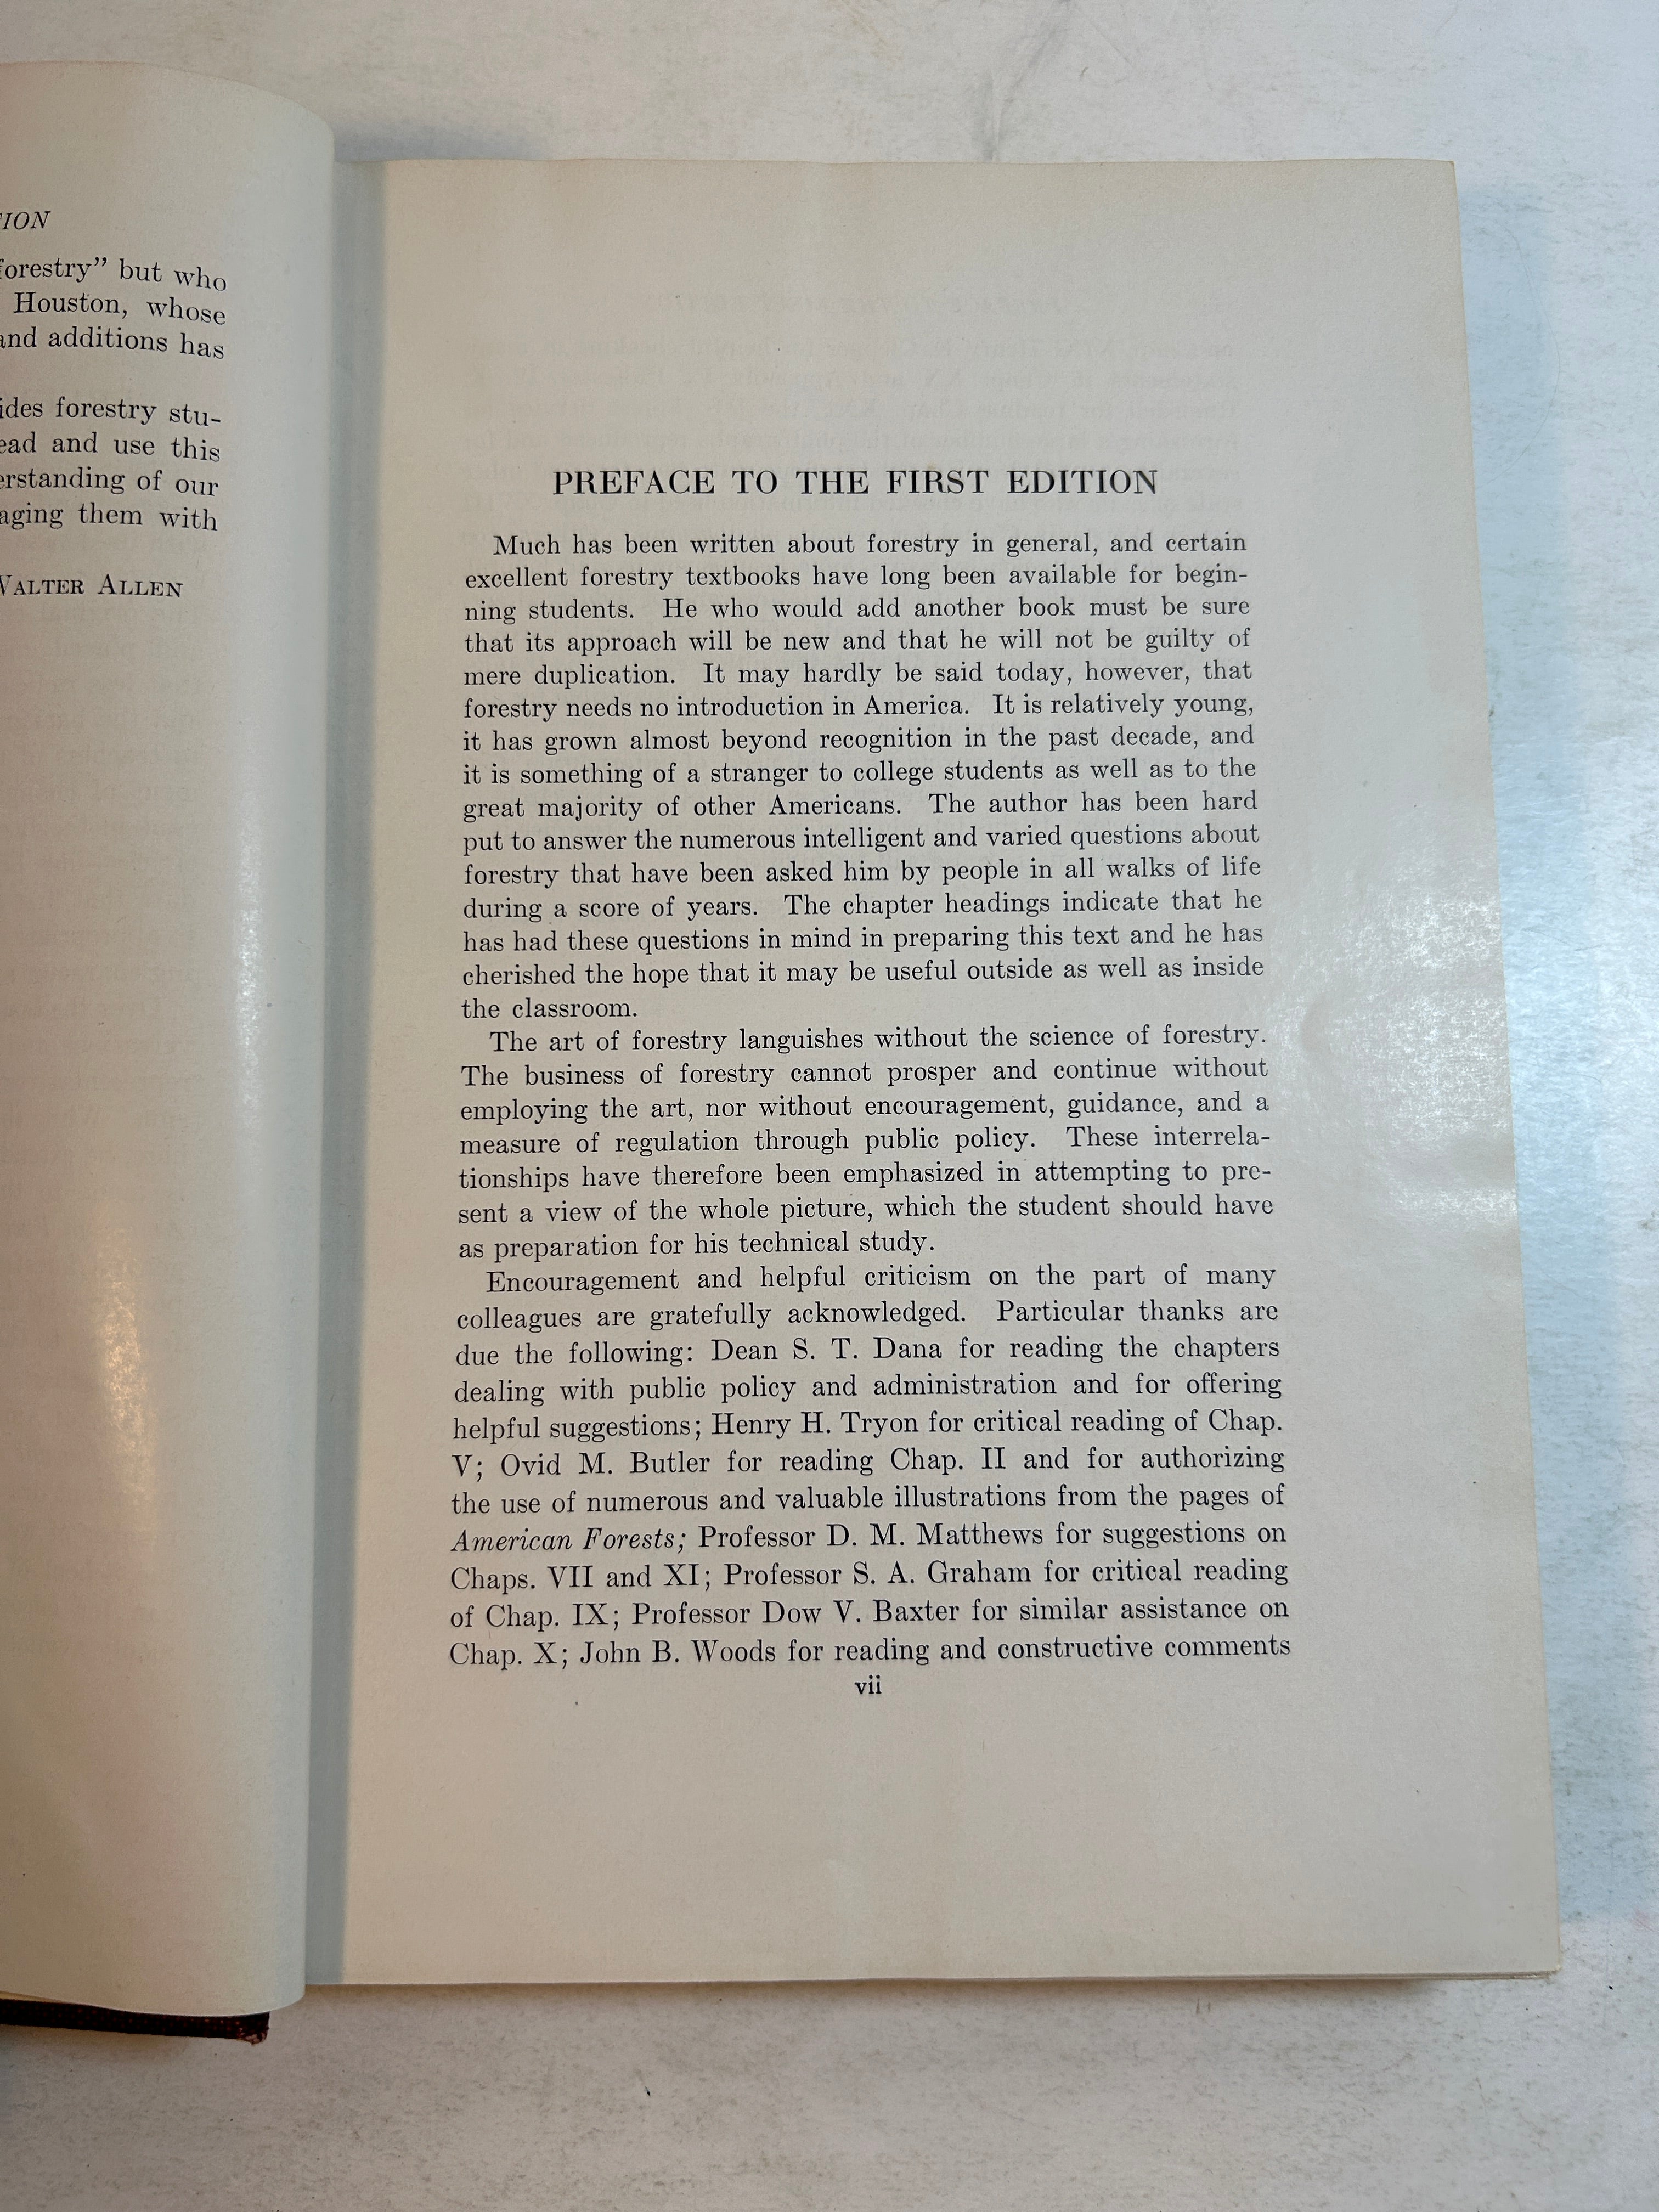 ION
forestry” but who
Houston, whose
and additions has
ides forestry stu-
ead and use this
erstanding of our
aging them with
WALTER ALLEN
PREFACE TO THE FIRST EDITION
Much has been written about forestry in general, and certain
excellent forestry textbooks have long been available for begin-
ning students. He who would add another book must be sure
that its approach will be new and that he will not be guilty of
mere duplication. It may hardly be said today, however, that
forestry needs no introduction in America. It is relatively young,
it has grown almost beyond recognition in the past decade, and
it is something of a stranger to college students as well as to the
great majority of other Americans. The author has been hard
put to answer the numerous intelligent and varied questions about
forestry that have been asked him by people in all walks of life
during a score of years. The chapter headings indicate that he
has had these questions in mind in preparing this text and he has
cherished the hope that it may be useful outside as well as inside
the classroom.
The art of forestry languishes without the science of forestry.
The business of forestry cannot prosper and continue without
employing the art, nor without encouragement, guidance, and a
measure of regulation through public policy. These interrela-
tionships have therefore been emphasized in attempting to pre-
sent a view of the whole picture, which the student should have
as preparation for his technical study.
Encouragement and helpful criticism on the part of many
colleagues are gratefully acknowledged. Particular thanks are
due the following: Dean S. T. Dana for reading the chapters
dealing with public policy and administration and for offering
helpful suggestions; Henry H. Tryon for critical reading of Chap.
V; Ovid M. Butler for reading Chap. II and for authorizing
the use of numerous and valuable illustrations from the pages of
American Forests; Professor D. M. Matthews for suggestions on
Chaps. VII and XI; Professor S. A. Graham for critical reading
of Chap. IX; Professor Dow V. Baxter for similar assistance on
Chap. X; John B. Woods for reading and constructive comments
vii